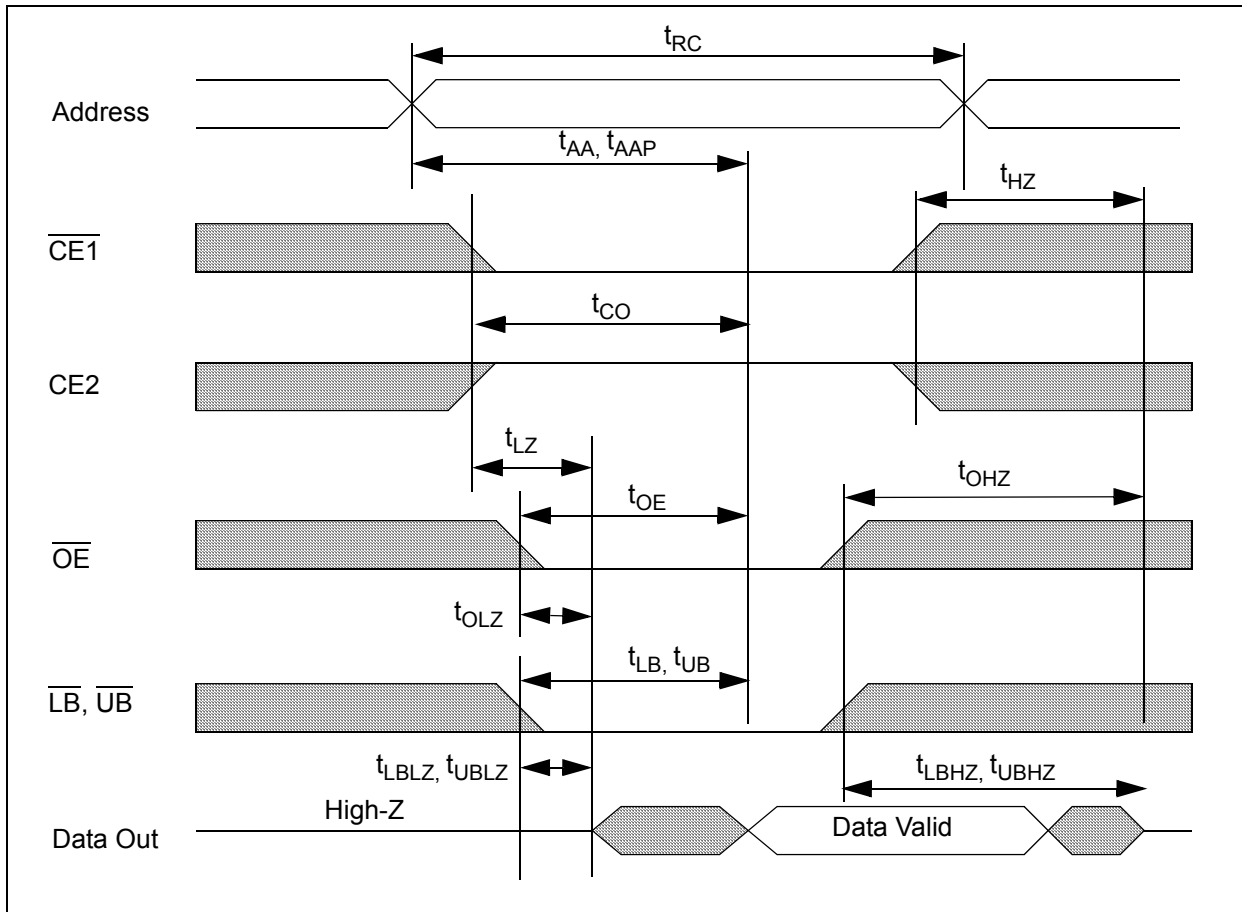 tRC
Address
tAA, tAAP
tHZ
CE1
tCO
CE2
tLZ
tOHZ
tOE
OE
tOLZ
tLB, tUB
LB, UB
tLBLZ, tUBLZ
tLBHZ, tUBHZ
High-Z
Data Valid
Data Out